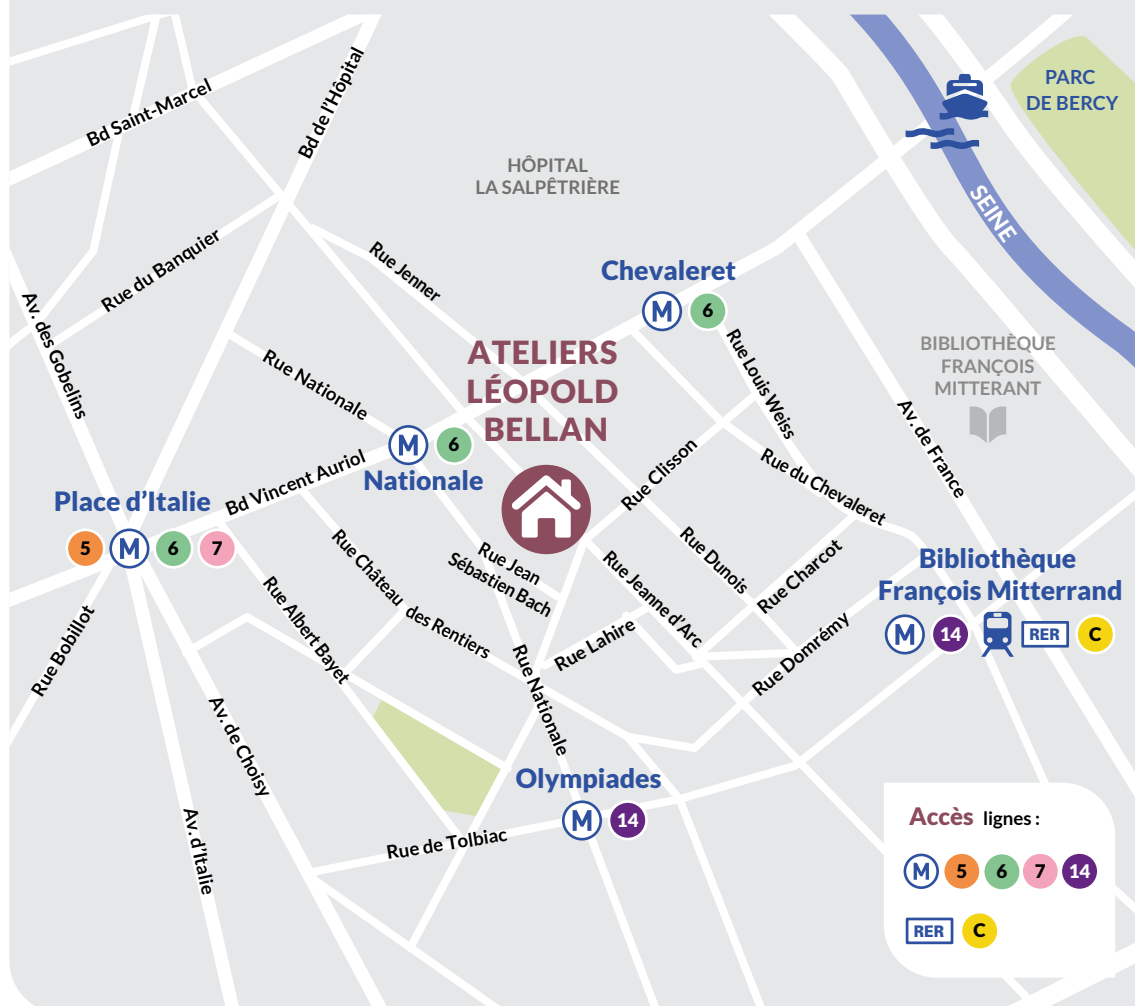 PARC
DE BERCY
Bd Saint-Marcel
Bd de l'Hôpital
HÔPITAL
LA SALPÊTRIÈRE
SEINE
Rue du Banquier
Rue Jenner
Chevaleret
M 6
Av. des Gobelins
Rue Nationale
ATELIERS
LÉOPOLD
BELLAN
Rue Louis Weiss
BIBLIOTHÈQUE
FRANÇOIS
MITTERANT
Av. de France
M 6
Nationale
Bd Vincent Auriol
Rue Clisson
Rue du Chevaleret
Place d'Italie
5 M 6 7
Rue Château des Rentiers
Rue Jean
Sébastien Bach
Rue Jeanne d'Arc
Rue Dunois
Rue Charcot
Bibliothèque
François Mitterrand
M 14 RER C
Rue Bobillot
Rue Albert Bayet
Rue Lahire
Rue Domrémy
Rue Nationale
Av. de Choisy
Olympiades
M 14
Av. d'Italie
Rue de Tolbiac
Accès lignes :
M 5 6 7 14
RER C